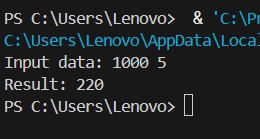 PS C:\Users\Lenovo>  & 'C:\Pr
C:\Users\Lenovo\AppData\Local
Input data: 1000 5
Result: 220
PS C:\Users\Lenovo>